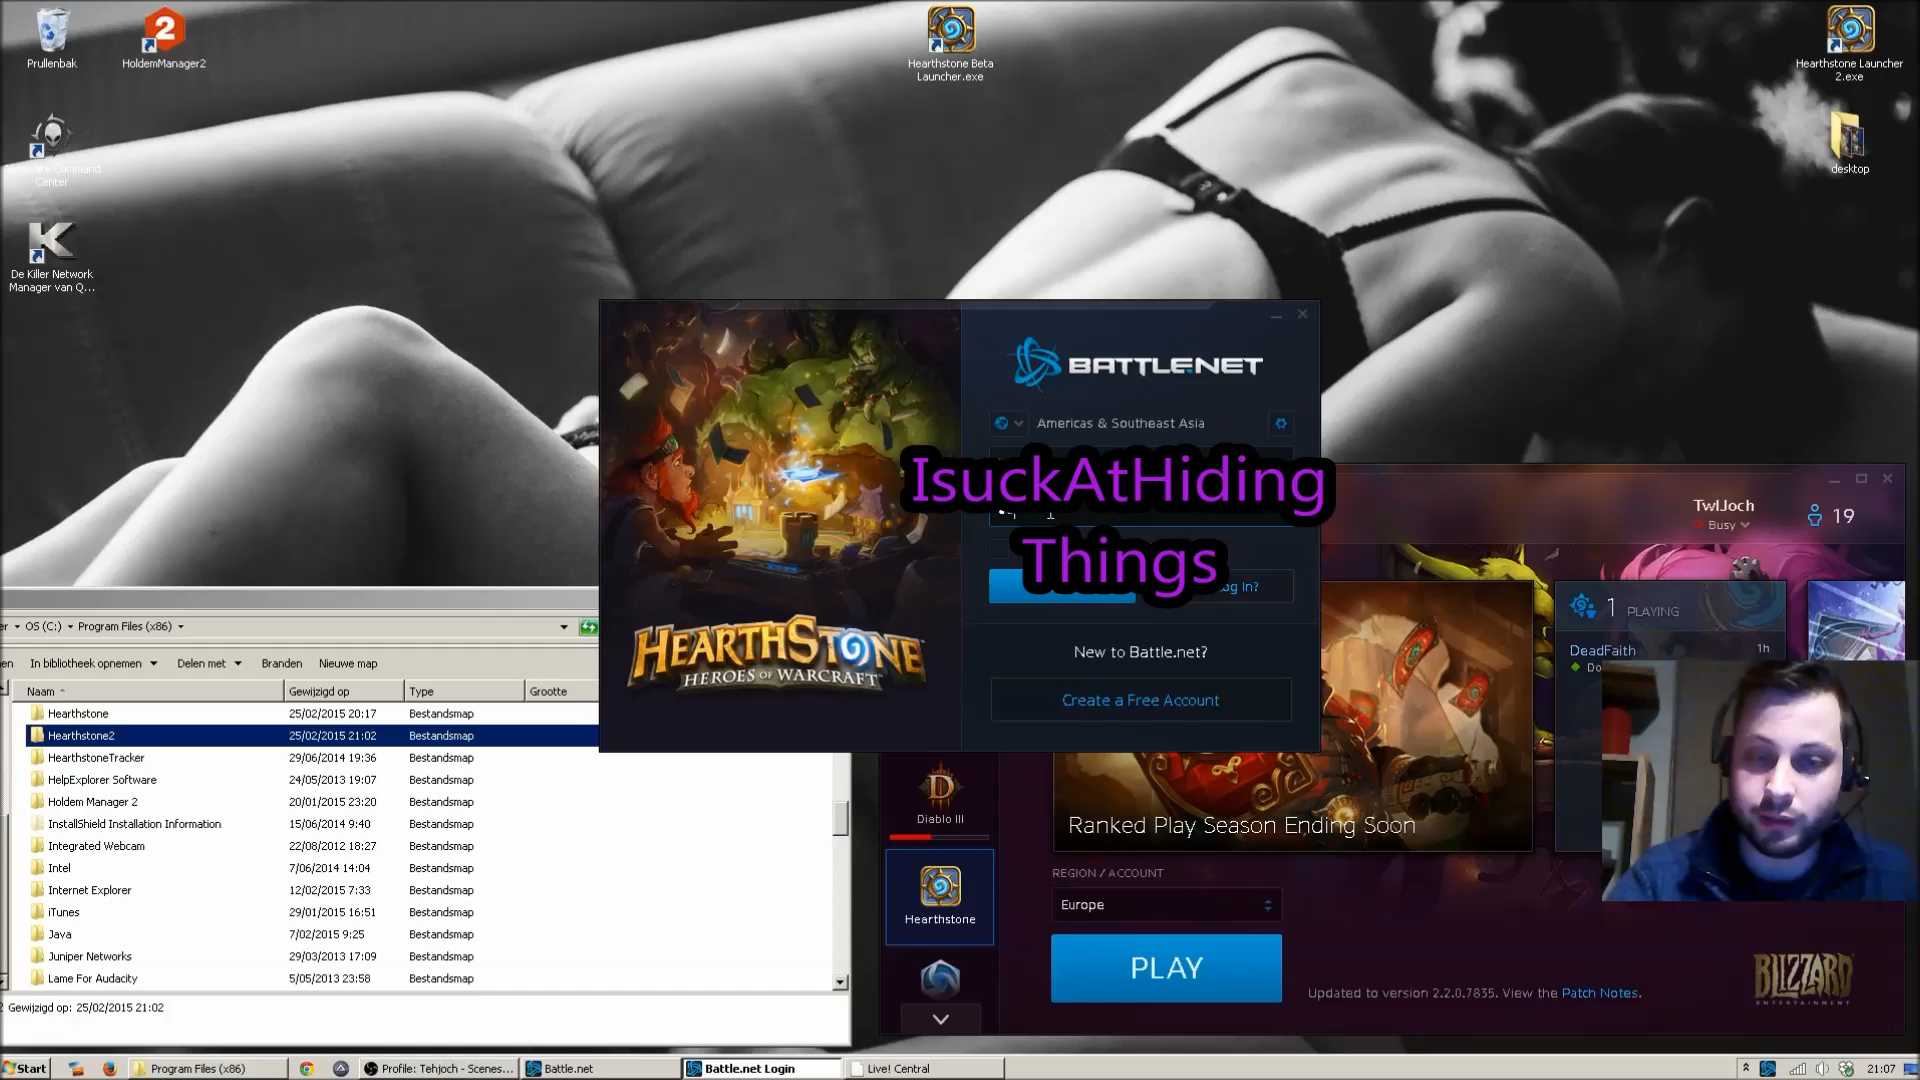 Prullenbak
HoldemManager2
Hearthstone Beta
Launcher.exe
Hearthstone Launcher
2.exe
desktop
Command
Center
De Killer Network
Manager van Q...
BATTLE.NET
Americas & Southeast Asia
IsuckAtHiding
Things
og in?
New to Battle.net?
Create a Free Account
HEARTHSTONE
HEROES OF WARCRAFT
TwlJoch
Busy
19
1 PLAYING
DeadFaith
1h
Do
OS (C:)
Program Files (x86)
In bibliotheek opnemen
Delen met
Branden
Nieuwe map
Naam
Gewijzigd op
Type
Grootte
Hearthstone 25/02/2015 20:17 Bestandsmap
Hearthstone2 25/02/2015 21:02 Bestandsmap
HearthstoneTracker 29/06/2014 19:36 Bestandsmap
HelpExplorer Software 24/05/2013 19:07 Bestandsmap
Holdem Manager 2 20/01/2015 23:20 Bestandsmap
InstallShield Installation Information 15/06/2014 9:40 Bestandsmap
Integrated Webcam 22/08/2012 18:27 Bestandsmap
Intel 7/06/2014 14:04 Bestandsmap
Internet Explorer 12/02/2015 7:33 Bestandsmap
iTunes 29/01/2015 16:51 Bestandsmap
Java 7/02/2015 9:25 Bestandsmap
Juniper Networks 29/03/2013 17:09 Bestandsmap
Lame For Audacity 5/05/2013 23:58 Bestandsmap
Gewijzigd op: 25/02/2015 21:02
Diablo III
Hearthstone
Ranked Play Season Ending Soon
REGION / ACCOUNT
Europe
PLAY
Updated to version 2.2.0.7835. View the Patch Notes.
BLIZZARD
ENTERTAINMENT
Start
Program Files (x86)
Profile: Tehjoch - Scenes...
Battle.net
Battle.net Login
Live! Central
21:07